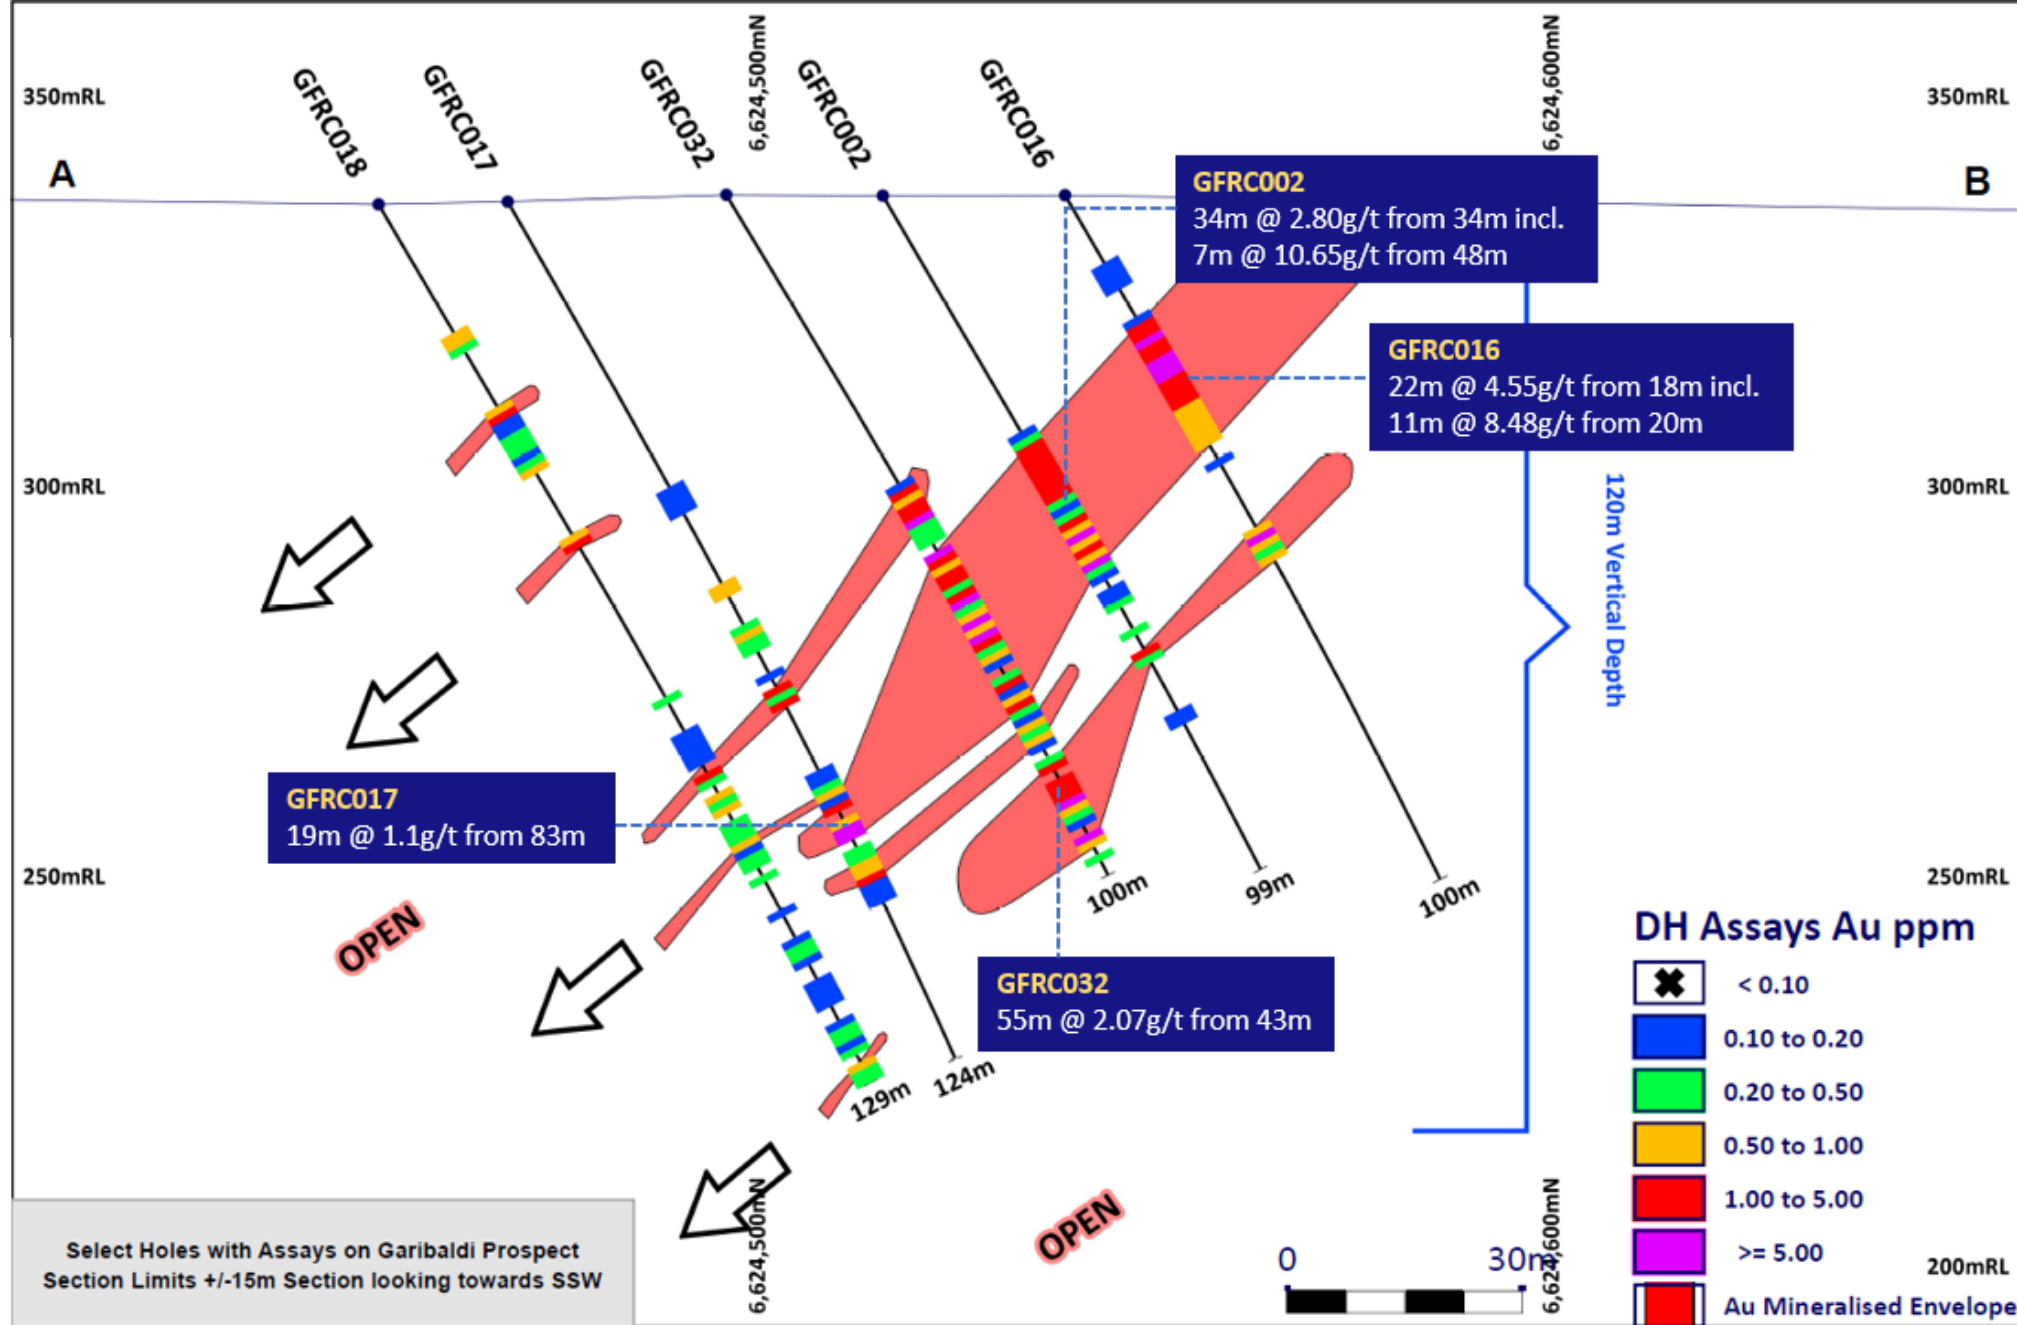 6,624,500mN
6,624,600mN
350mRL
350mRL
GFRC018
GFRC017
GFRC032
GFRC002
GFRC016
A
B
GFRC002
34m @ 2.80g/t from 34m incl.
7m @ 10.65g/t from 48m
GFRC016
22m @ 4.55g/t from 18m incl.
11m @ 8.48g/t from 20m
300mRL
300mRL
120m Vertical Depth
GFRC017
19m @ 1.1g/t from 83m
250mRL
250mRL
100m
99m
100m
OPEN
GFRC032
55m @ 2.07g/t from 43m
129m
124m
DH Assays Au ppm
< 0.10
0.10 to 0.20
0.20 to 0.50
0.50 to 1.00
1.00 to 5.00
>= 5.00
Au Mineralised Envelope
OPEN
6,624,500mN
6,624,600mN
0
30m
200mRL
Select Holes with Assays on Garibaldi Prospect
Section Limits +/-15m Section looking towards SSW